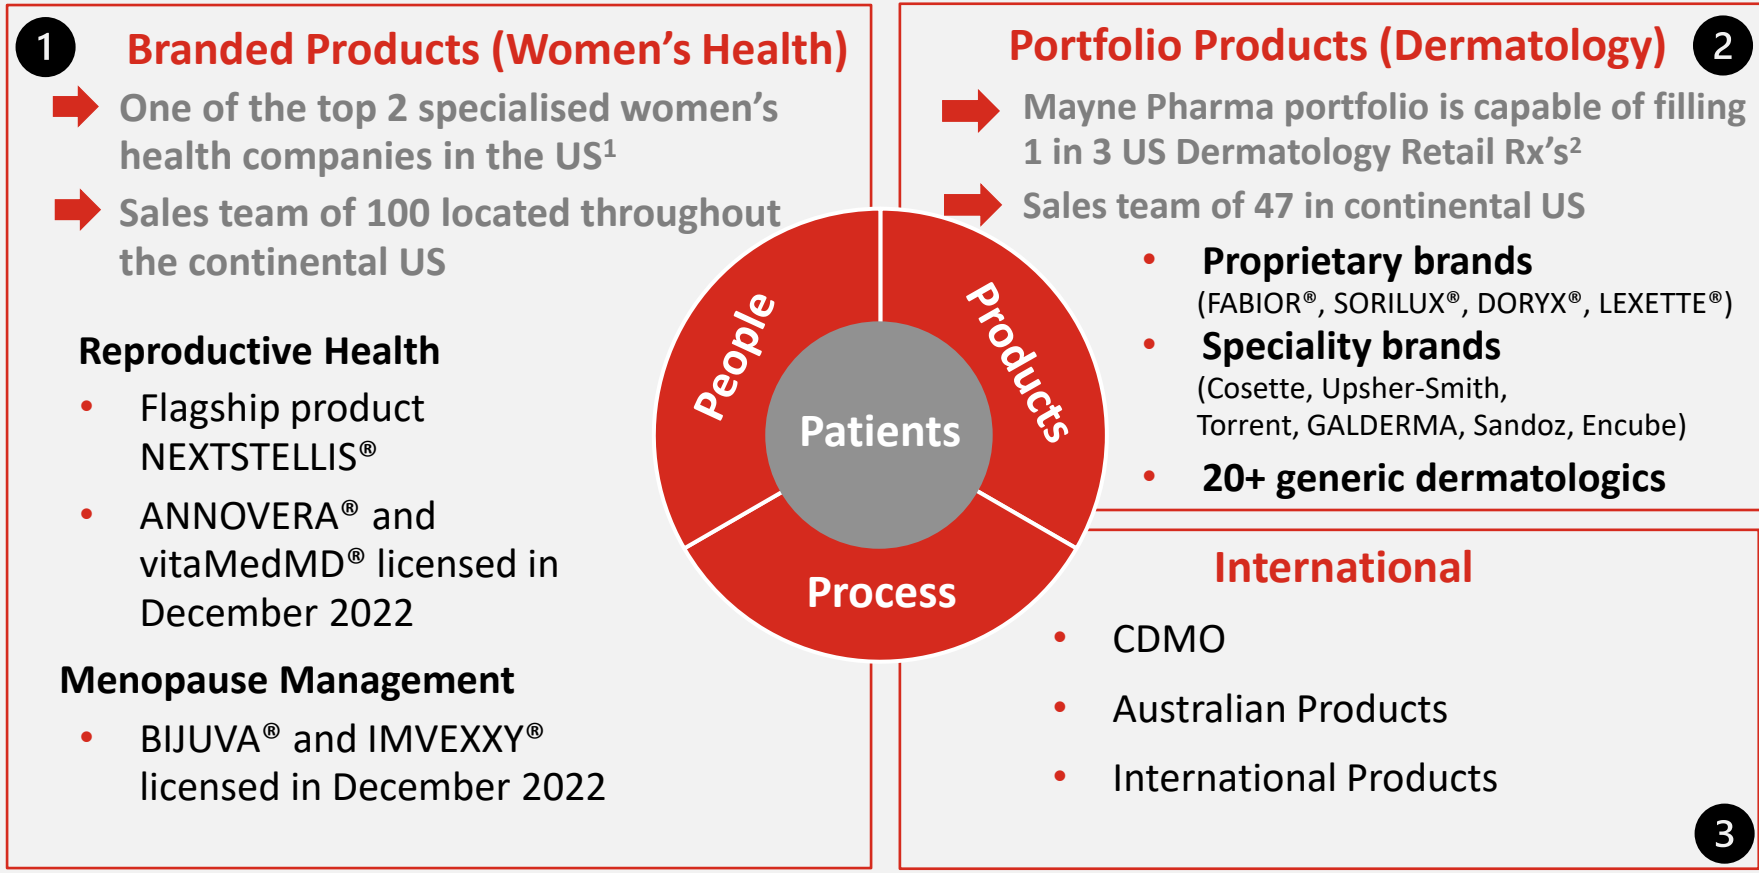 1
Branded Products (Women's Health)
One of the top 2 specialised women's
health companies in the US¹
Sales team of 100 located throughout
the continental US
Reproductive Health
• Flagship product
NEXTSTELLIS®
• ANNOVERA® and
vitaMedMD® licensed in
December 2022
Menopause Management
• BIJUVA® and IMVEXXY®
licensed in December 2022
People
Products
Patients
Process
Portfolio Products (Dermatology)
2
Mayne Pharma portfolio is capable of filling
1 in 3 US Dermatology Retail Rx's²
Sales team of 47 in continental US
• Proprietary brands
(FABIOR®, SORILUX®, DORYX®, LEXETTE®)
• Speciality brands
(Cosette, Upsher-Smith,
Torrent, GALDERMA, Sandoz, Encube)
• 20+ generic dermatologics
International
• CDMO
• Australian Products
• International Products
3